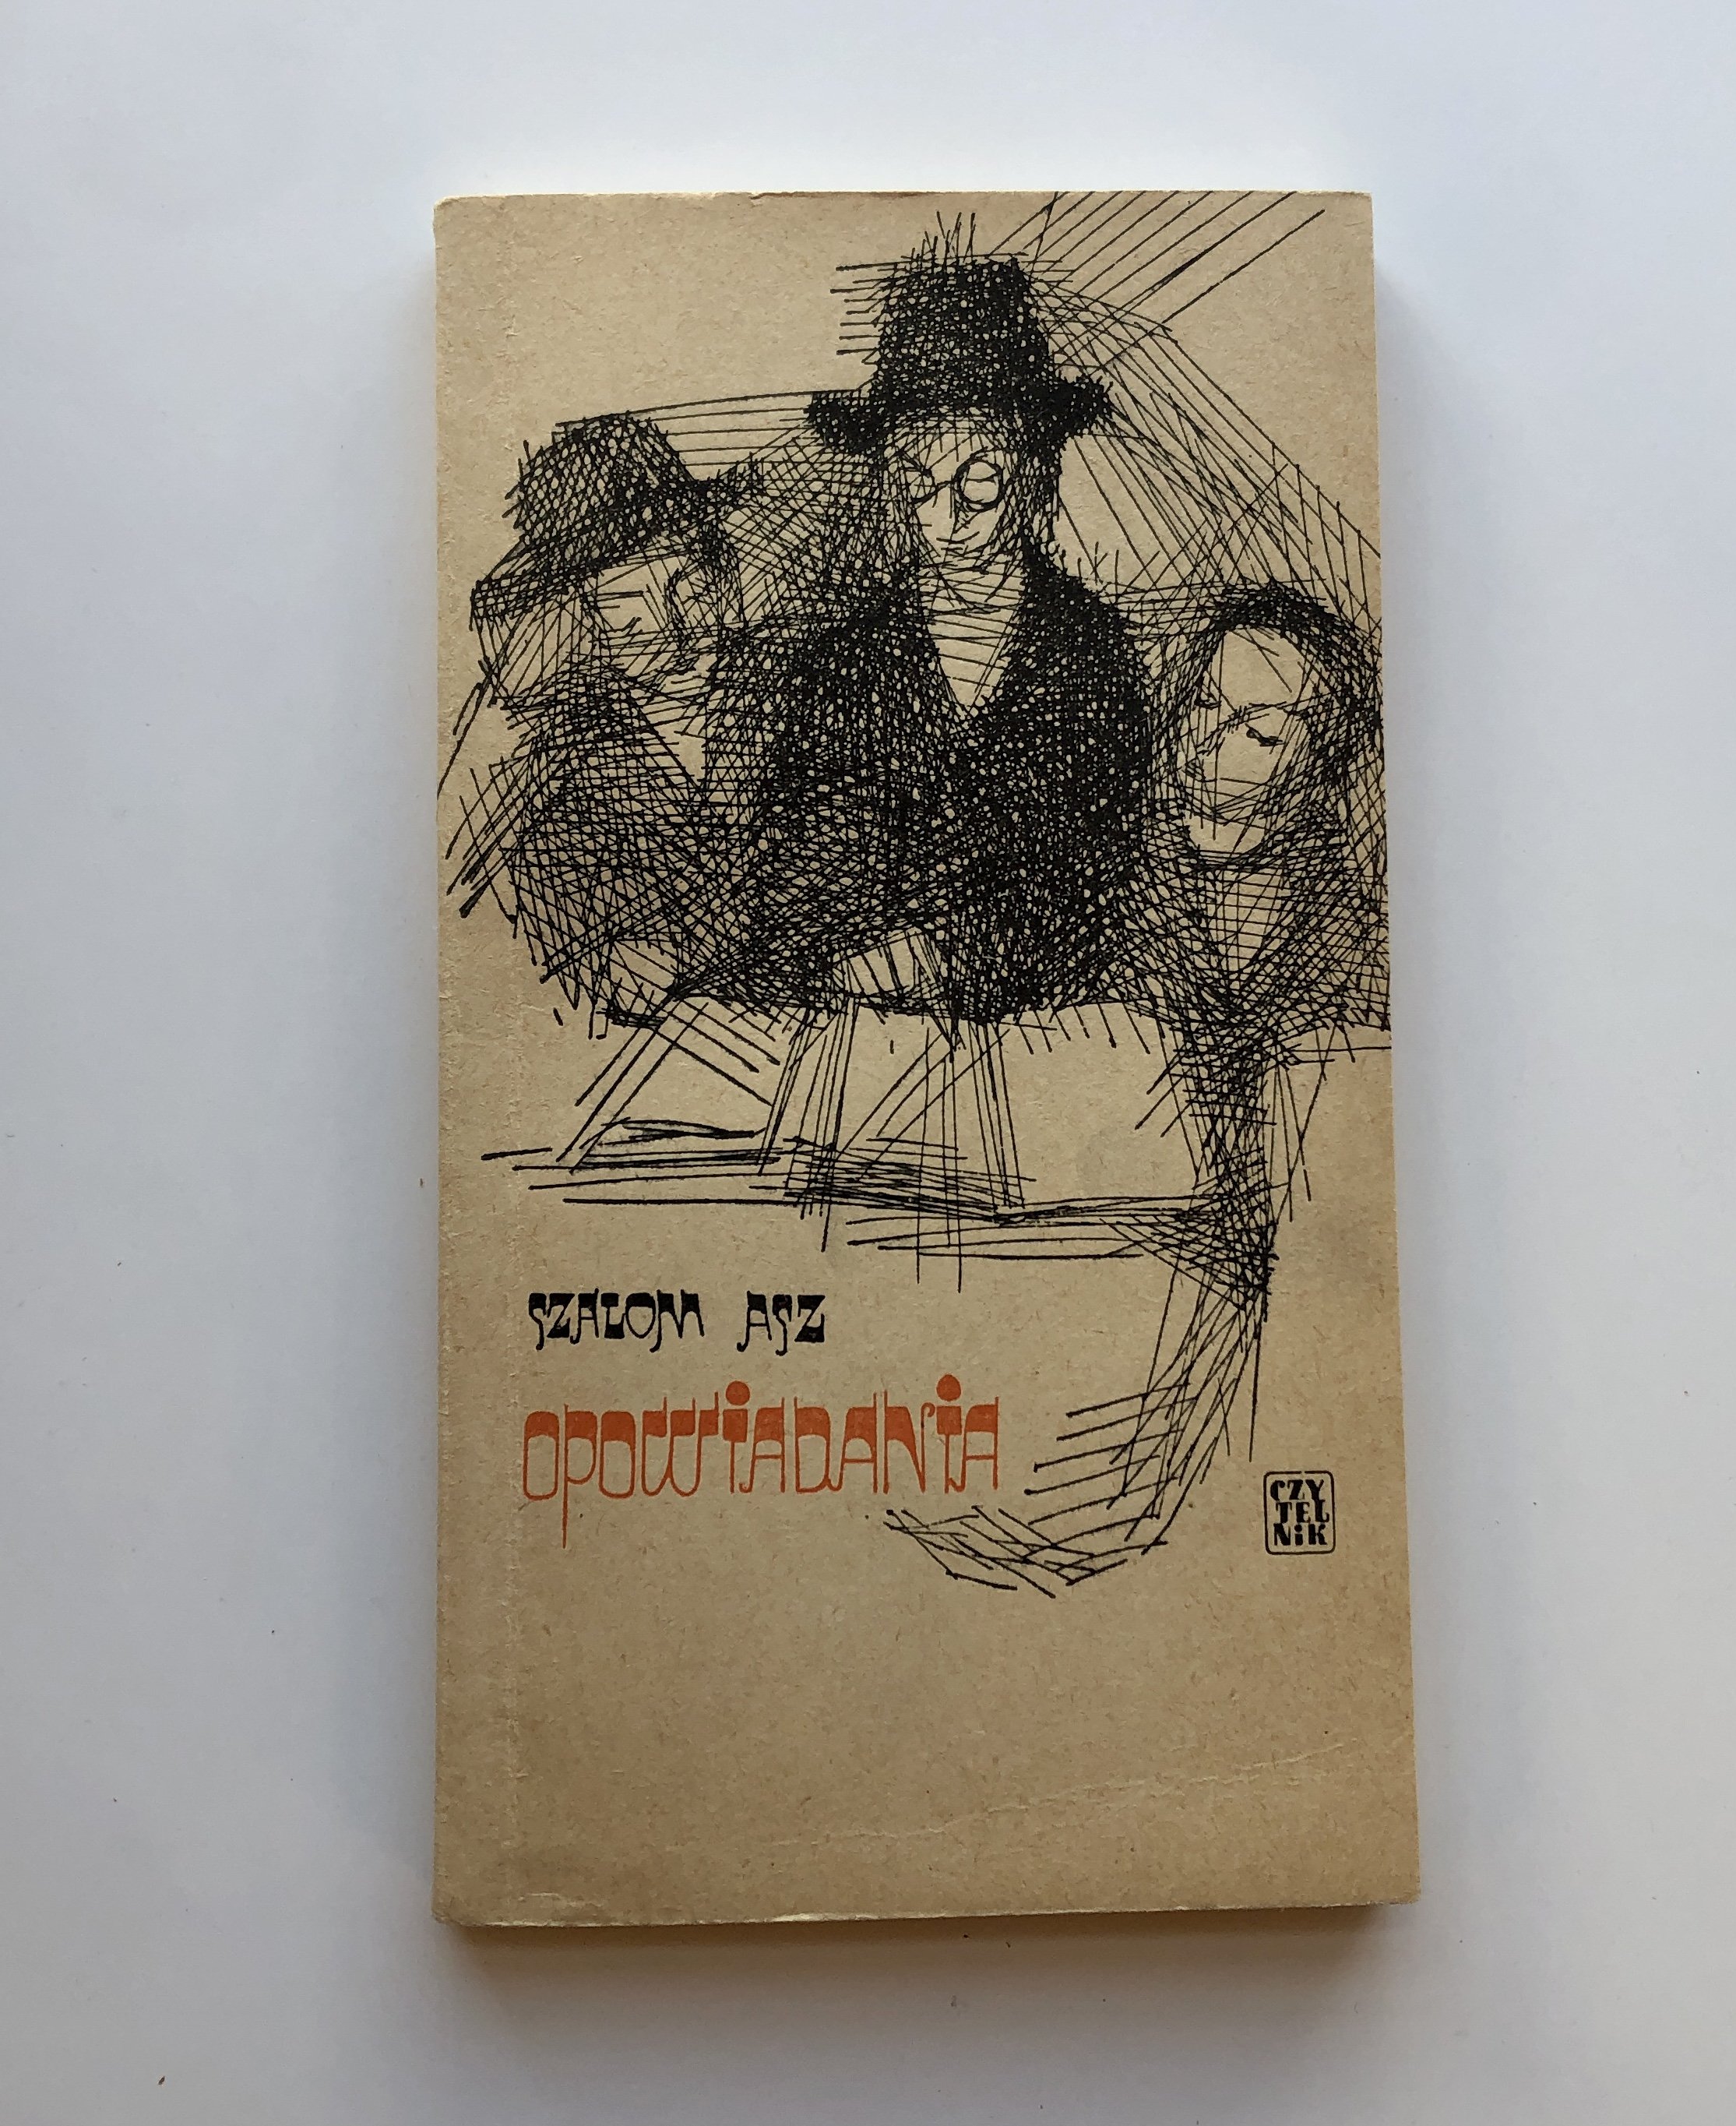 SZALOM ASZ
OPOWIADANIA
CZY
TEL
NiK